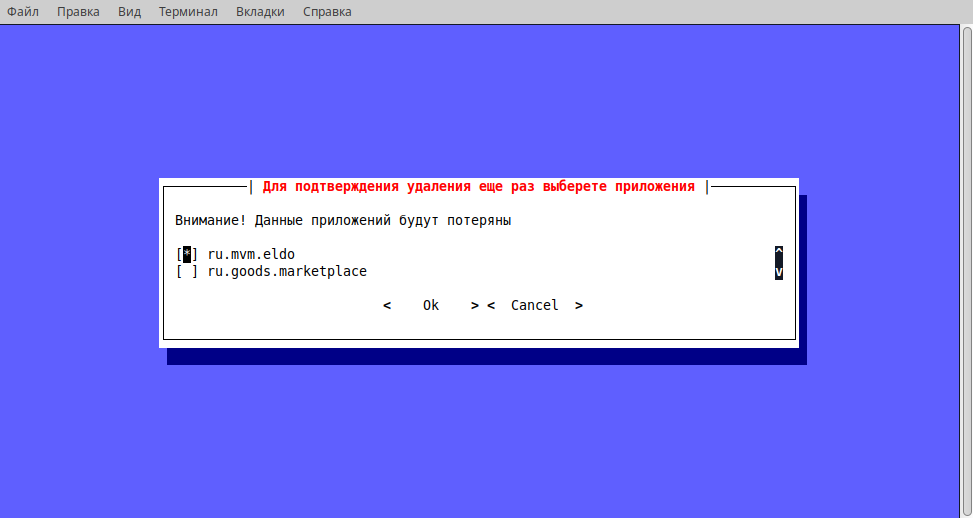 Файл Правка Вид Терминал Вкладки Справка
| Для подтверждения удаления еще раз выберете приложения |
Внимание! Данные приложений будут потеряны
[*] ru.mvm.eldo ^
[ ] ru.goods.marketplace v
< Ok > < Cancel >